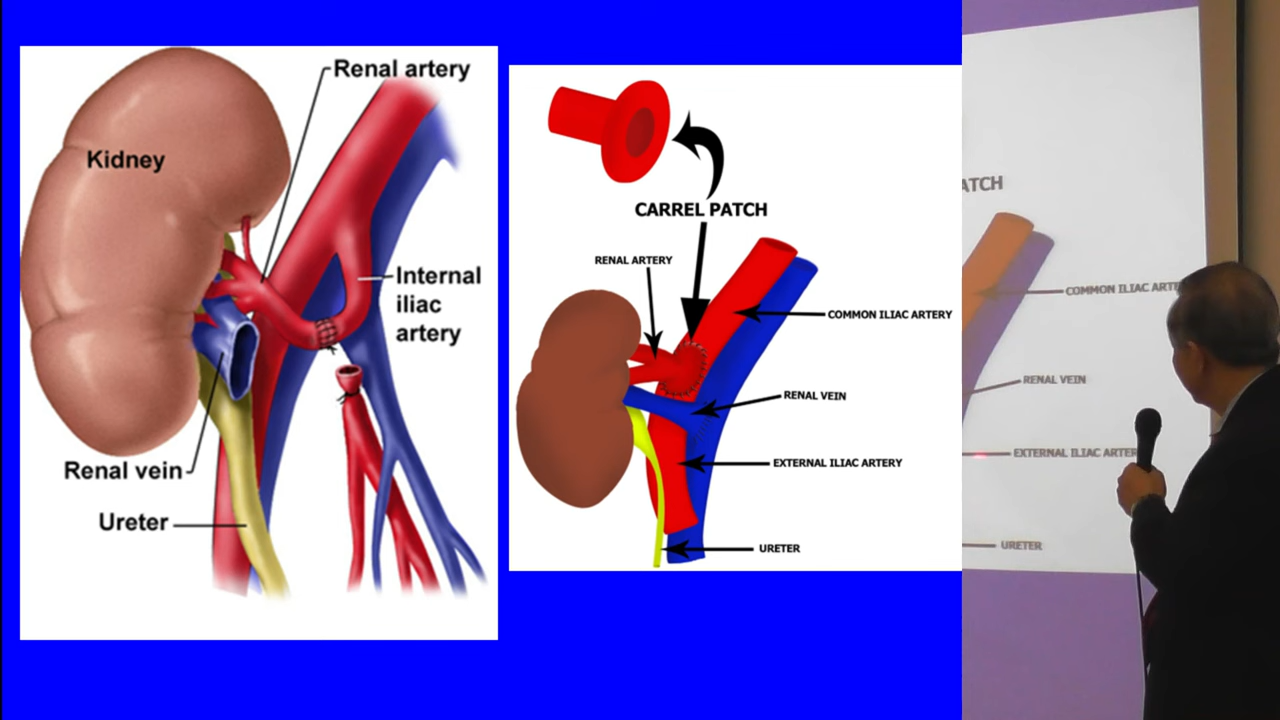 Renal artery
Kidney
Internal
iliac
artery
Renal vein
Ureter
CARREL PATCH
RENAL ARTERY
COMMON ILIAC ARTERY
RENAL VEIN
EXTERNAL ILIAC ARTERY
URETER
ATCH
COMMON ILIAC ARTE
RENAL VEIN
EXTERNAL ILIAC ARTER
URETER